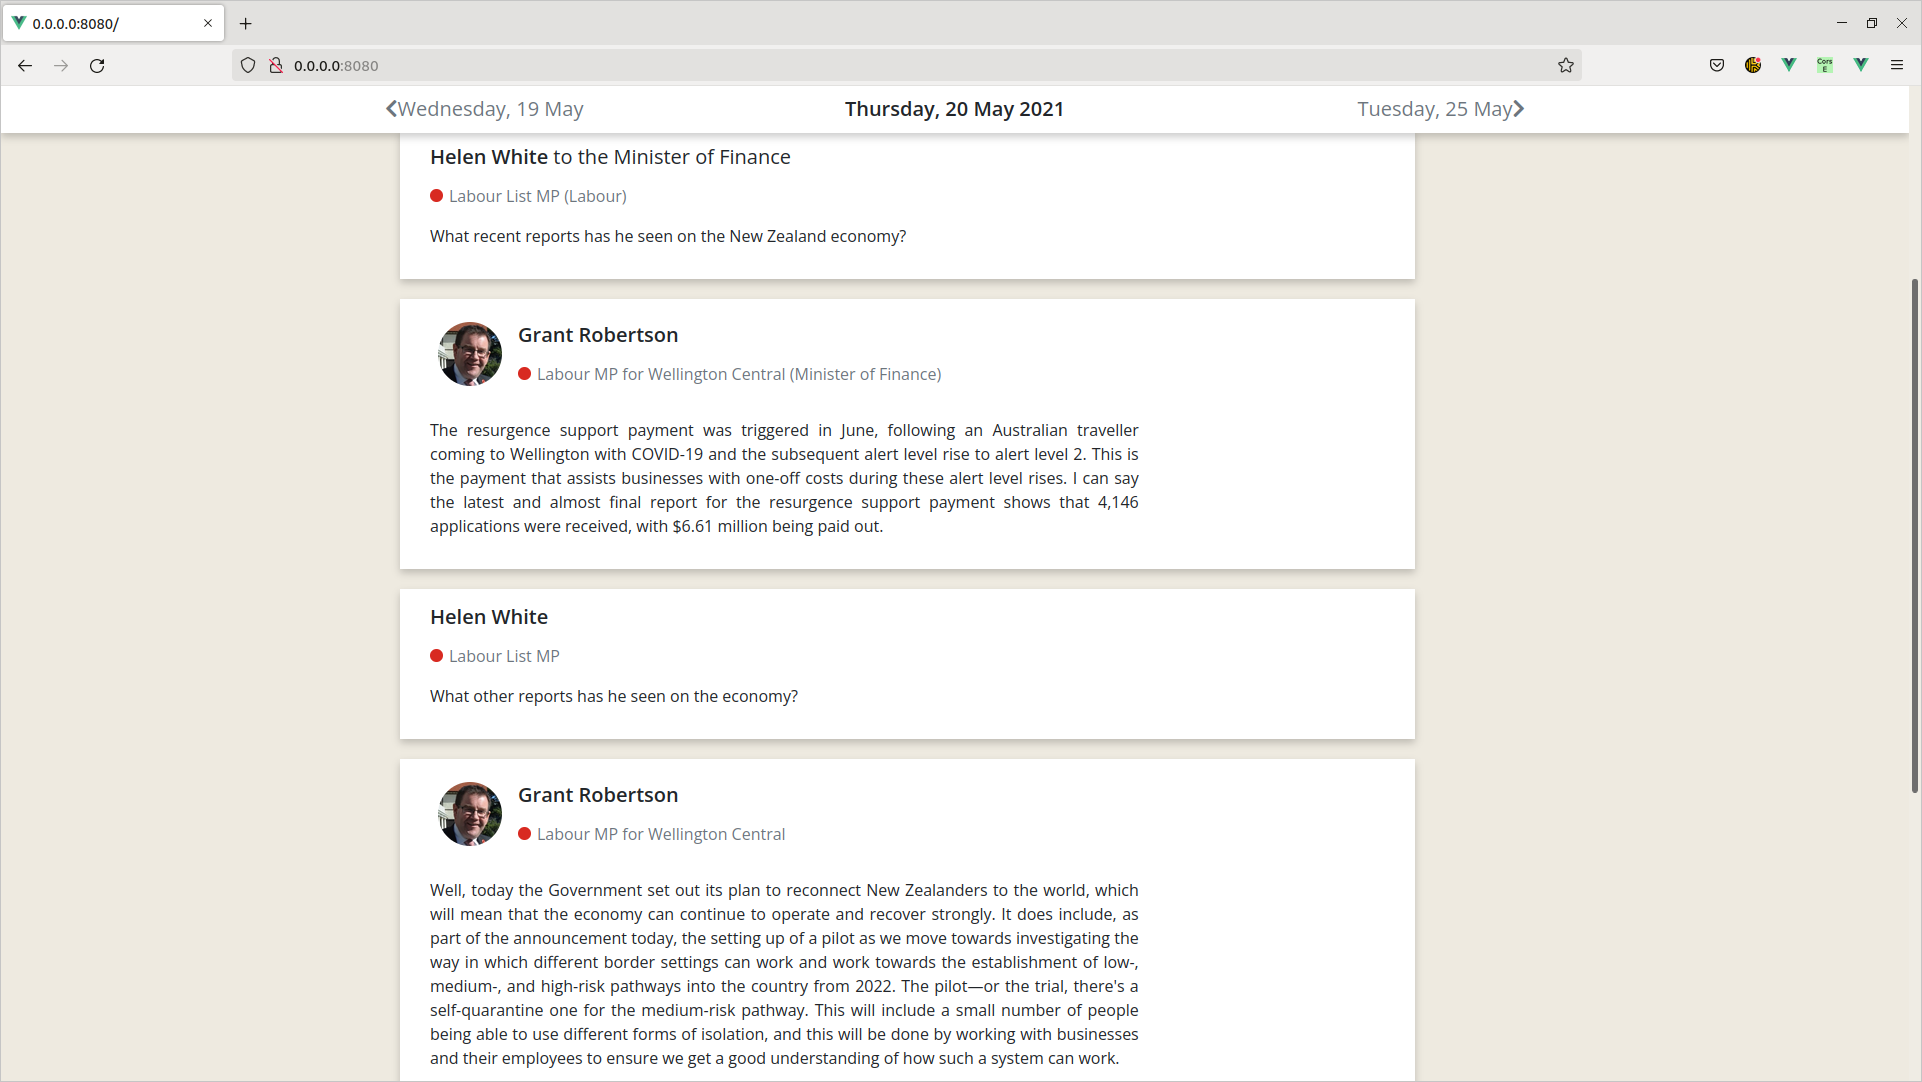 0.0.0.0:8080/
0.0.0.0:8080
Cors
E
Wednesday, 19 May
Thursday, 20 May 2021
Tuesday, 25 May
Helen White to the Minister of Finance
Labour List MP (Labour)
What recent reports has he seen on the New Zealand economy?
Grant Robertson
Labour MP for Wellington Central (Minister of Finance)
The resurgence support payment was triggered in June, following an Australian traveller
coming to Wellington with COVID-19 and the subsequent alert level rise to alert level 2. This is
the payment that assists businesses with one-off costs during these alert level rises. I can say
the latest and almost final report for the resurgence support payment shows that 4,146
applications were received, with $6.61 million being paid out.
Helen White
Labour List MP
What other reports has he seen on the economy?
Grant Robertson
Labour MP for Wellington Central
Well, today the Government set out its plan to reconnect New Zealanders to the world, which
will mean that the economy can continue to operate and recover strongly. It does include, as
part of the announcement today, the setting up of a pilot as we move towards investigating the
way in which different border settings can work and work towards the establishment of low-,
medium-, and high-risk pathways into the country from 2022. The pilot—or the trial, there's a
self-quarantine one for the medium-risk pathway. This will include a small number of people
being able to use different forms of isolation, and this will be done by working with businesses
and their employees to ensure we get a good understanding of how such a system can work.